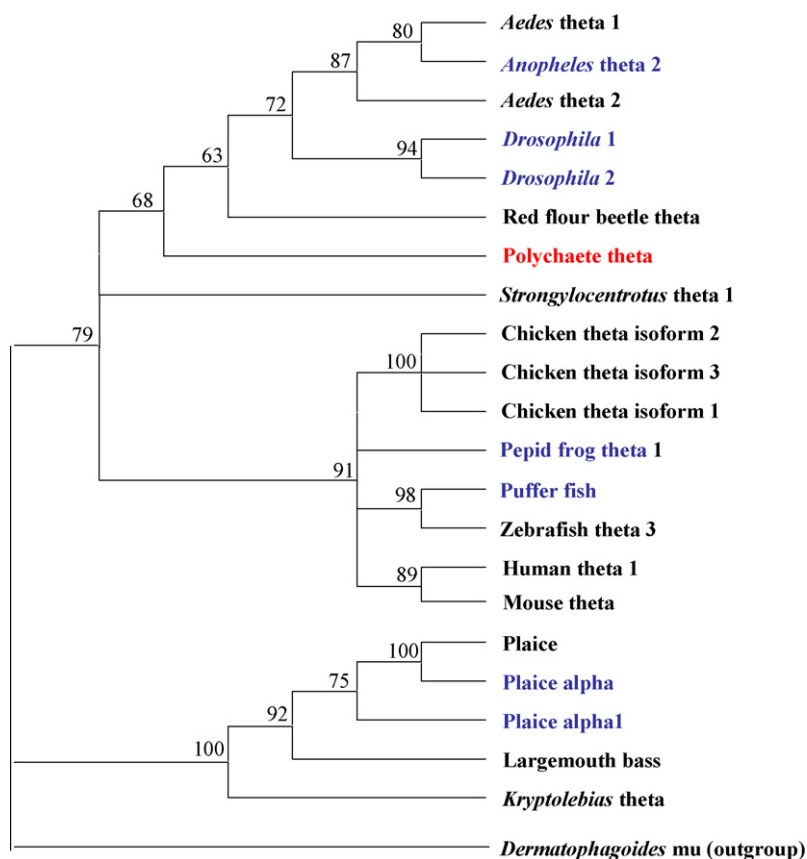 Aedes theta 1
80
Anopheles theta 2
87
Aedes theta 2
72
Drosophila 1
94
63
Drosophila 2
68
Red flour beetle theta
Polychaete theta
Strongylocentrotus theta 1
79
Chicken theta isoform 2
100
Chicken theta isoform 3
Chicken theta isoform 1
Pepid frog theta 1
91
Puffer fish
98
Zebrafish theta 3
Human theta 1
89
Mouse theta
Plaice
100
Plaice alpha
75
Plaice alpha1
92
Largemouth bass
100
Kryptolebias theta
Dermatophagoides mu (outgroup)